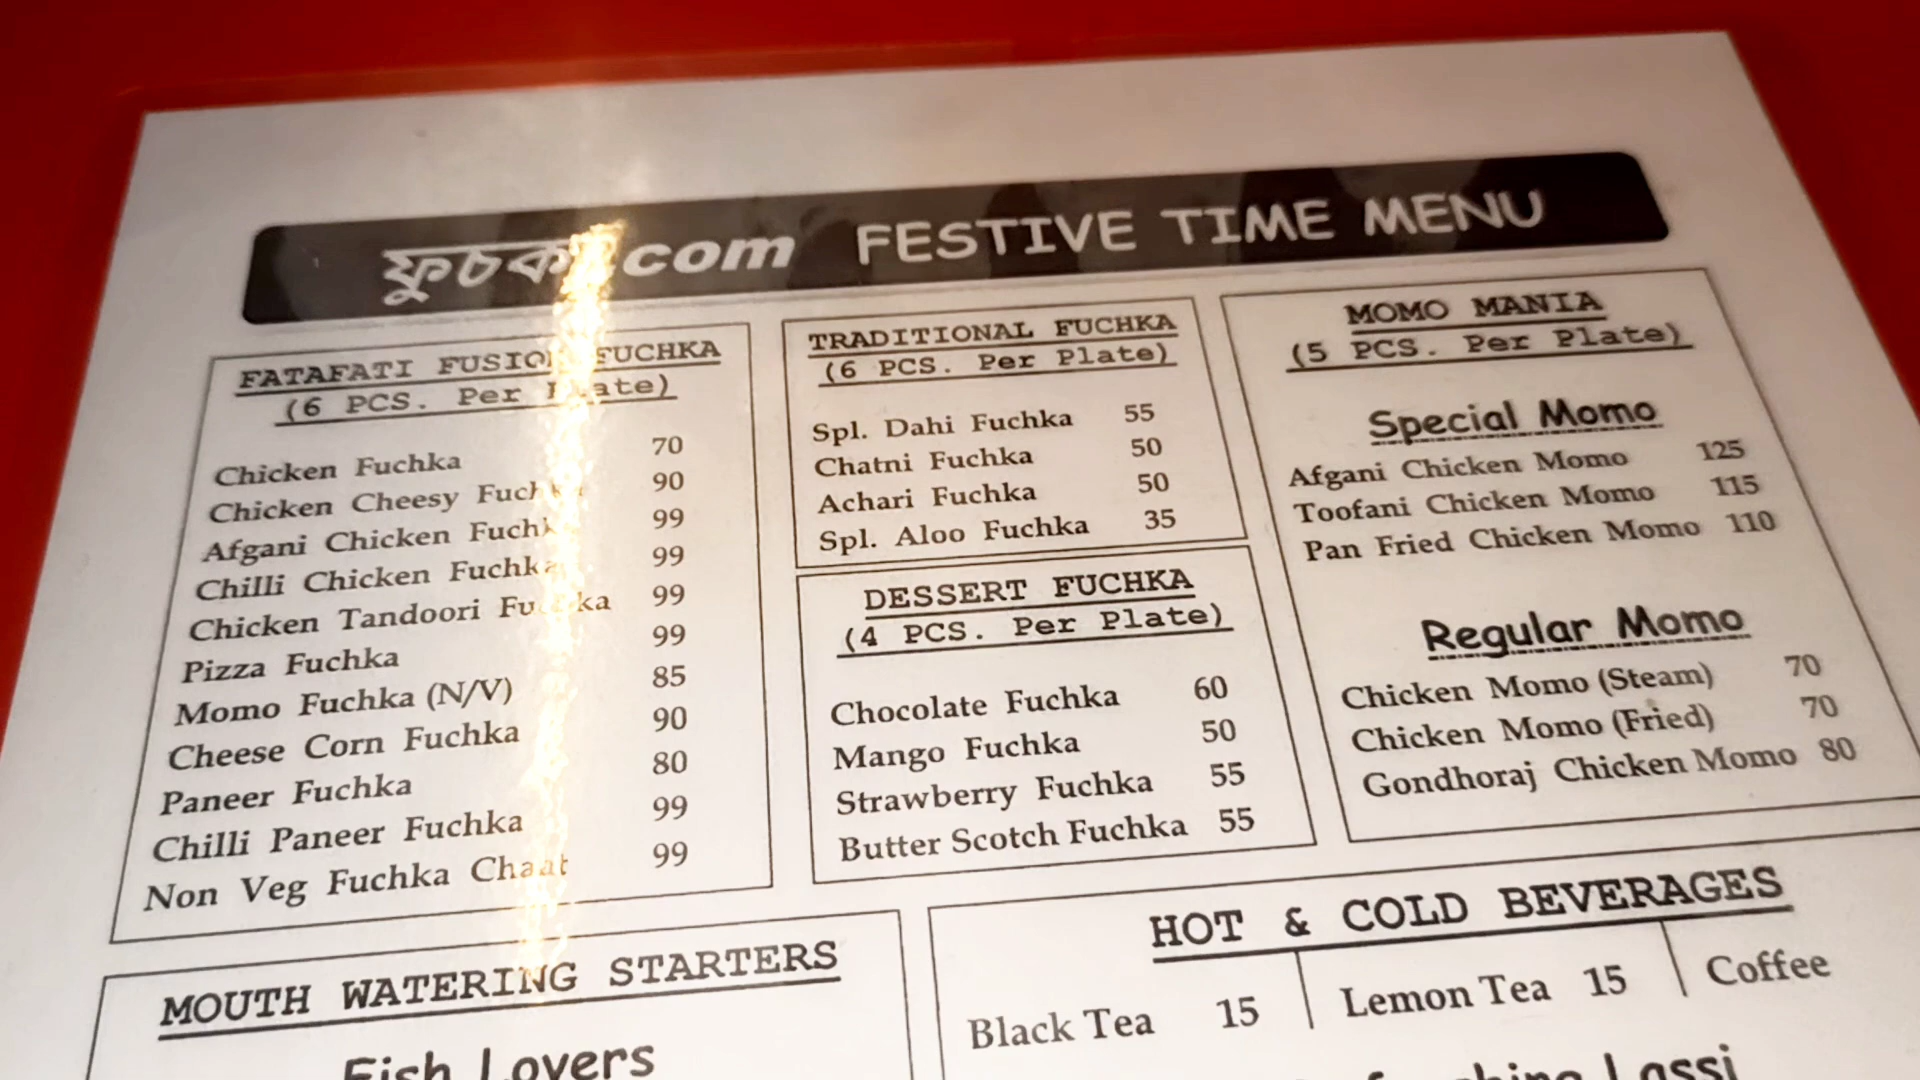 ফুচকা.com FESTIVE TIME MENU
FATAFATI FUSION FUCHKA
(6 PCS. Per Plate)
Chicken Fuchka 70
Chicken Cheesy Fuchka 90
Afgani Chicken Fuchka 99
Chilli Chicken Fuchka 99
Chicken Tandoori Fuchka 99
Pizza Fuchka 99
Momo Fuchka (N/V) 85
Cheese Corn Fuchka 90
Paneer Fuchka 80
Chilli Paneer Fuchka 99
Non Veg Fuchka Chaat 99
TRADITIONAL FUCHKA
(6 PCS. Per Plate)
Spl. Dahi Fuchka 55
Chatni Fuchka 50
Achari Fuchka 50
Spl. Aloo Fuchka 35
DESSERT FUCHKA
(4 PCS. Per Plate)
Chocolate Fuchka 60
Mango Fuchka 50
Strawberry Fuchka 55
Butter Scotch Fuchka 55
MOMO MANIA
(5 PCS. Per Plate)
Special Momo
Afgani Chicken Momo 125
Toofani Chicken Momo 115
Pan Fried Chicken Momo 110
Regular Momo
Chicken Momo (Steam) 70
Chicken Momo (Fried) 70
Gondhoraj Chicken Momo 80
MOUTH WATERING STARTERS
Fish Lovers
HOT & COLD BEVERAGES
Black Tea 15 Lemon Tea 15 Coffee
Lassi